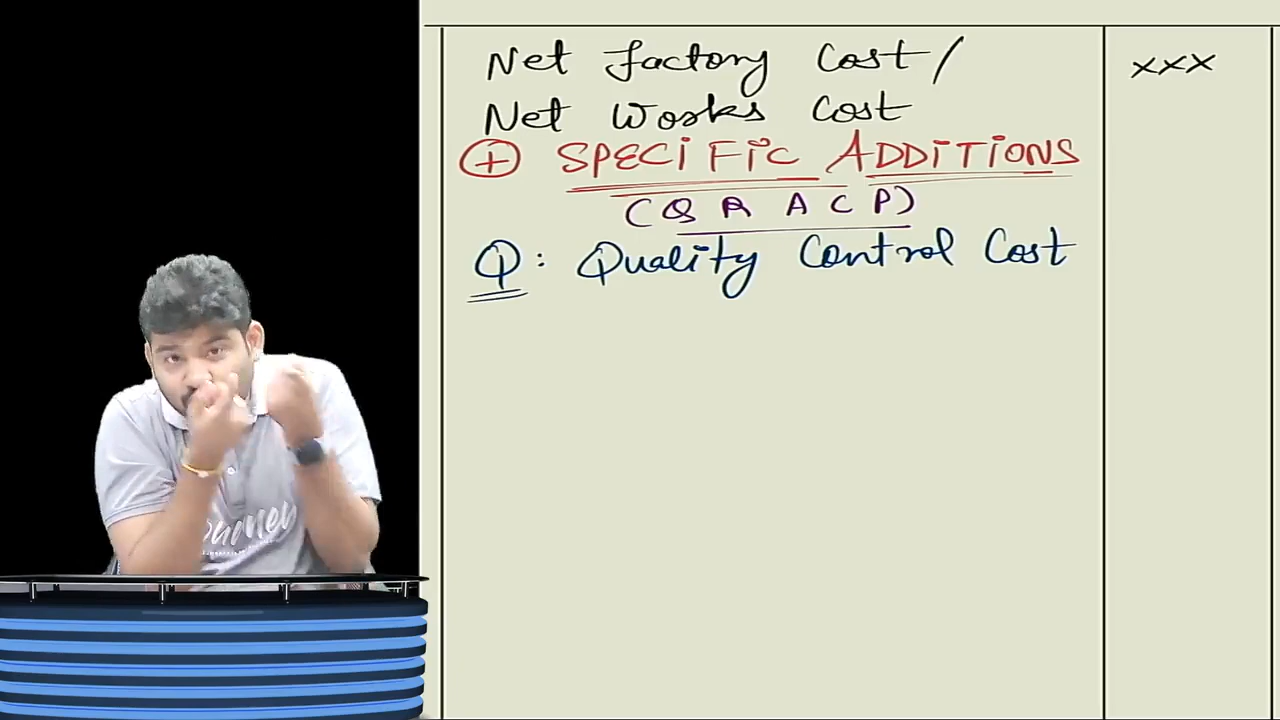 Net Factory Cost /
xxx
Net Works Cost
+ SPECIFIC ADDITIONS
(Q R A C P)
Q : Quality Control Cost